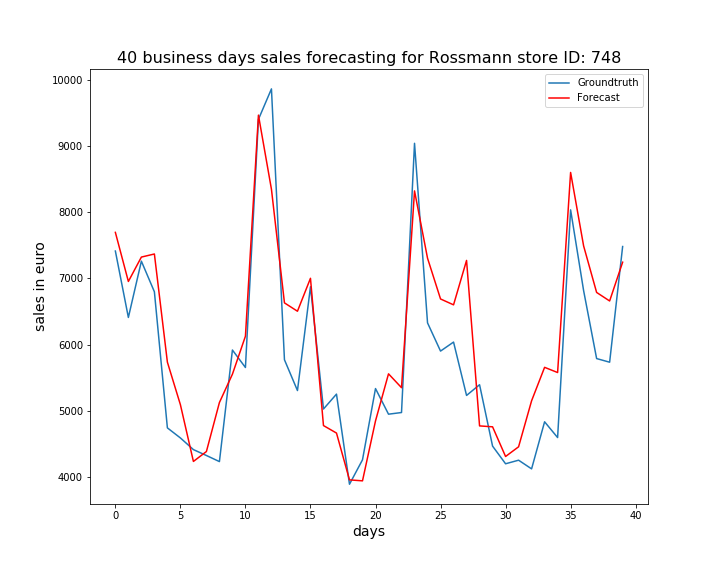 40 business days sales forecasting for Rossmann store ID: 748
Groundtruth
Forecast
10000
9000
8000
7000
6000
5000
4000
sales in euro
0 5 10 15 20 25 30 35 40
days